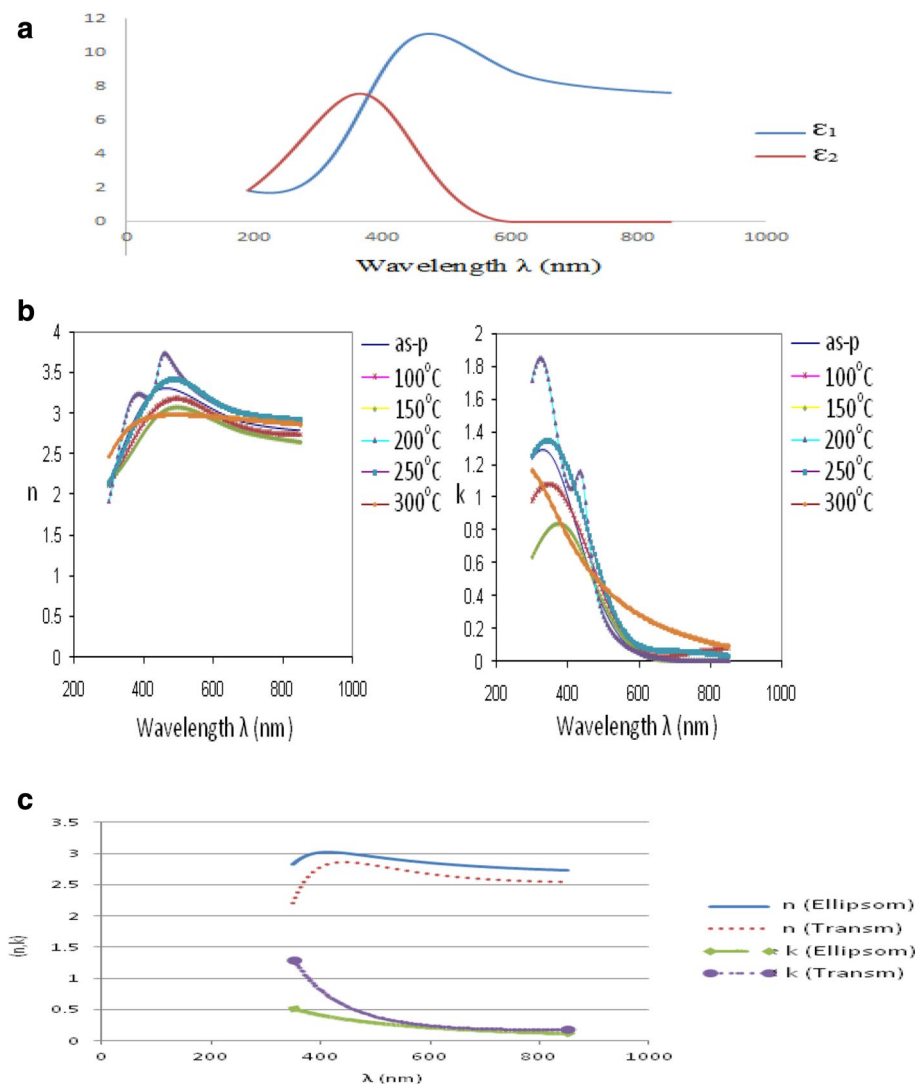 a
12
10
8
6
4
2
0
0 200 400 600 800 1000
Wavelength λ (nm)
ε1
ε2
b
4
3.5
3
2.5
2
1.5
1
0.5
0
n
200 400 600 800 1000
Wavelength λ (nm)
as-p
100°C
150°C
200°C
250°C
300°C
2
1.8
1.6
1.4
1.2
1
0.8
0.6
0.4
0.2
0
k
200 400 600 800 1000
Wavelength λ (nm)
as-p
100°C
150°C
200°C
250°C
300°C
c
3.5
3
2.5
2
1.5
1
0.5
0
(n,k)
0 200 400 600 800 1000
λ (nm)
n (Ellipsom)
n (Transm)
k (Ellipsom)
k (Transm)